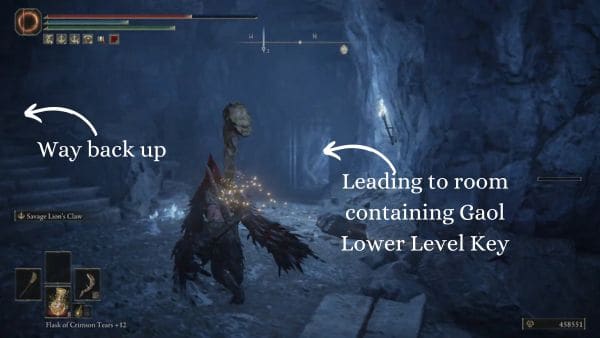 Way back up
Leading to room
containing Gaol
Lower Level Key
Savage Lion's Claw
Flask of Crimson Tears +12
458551